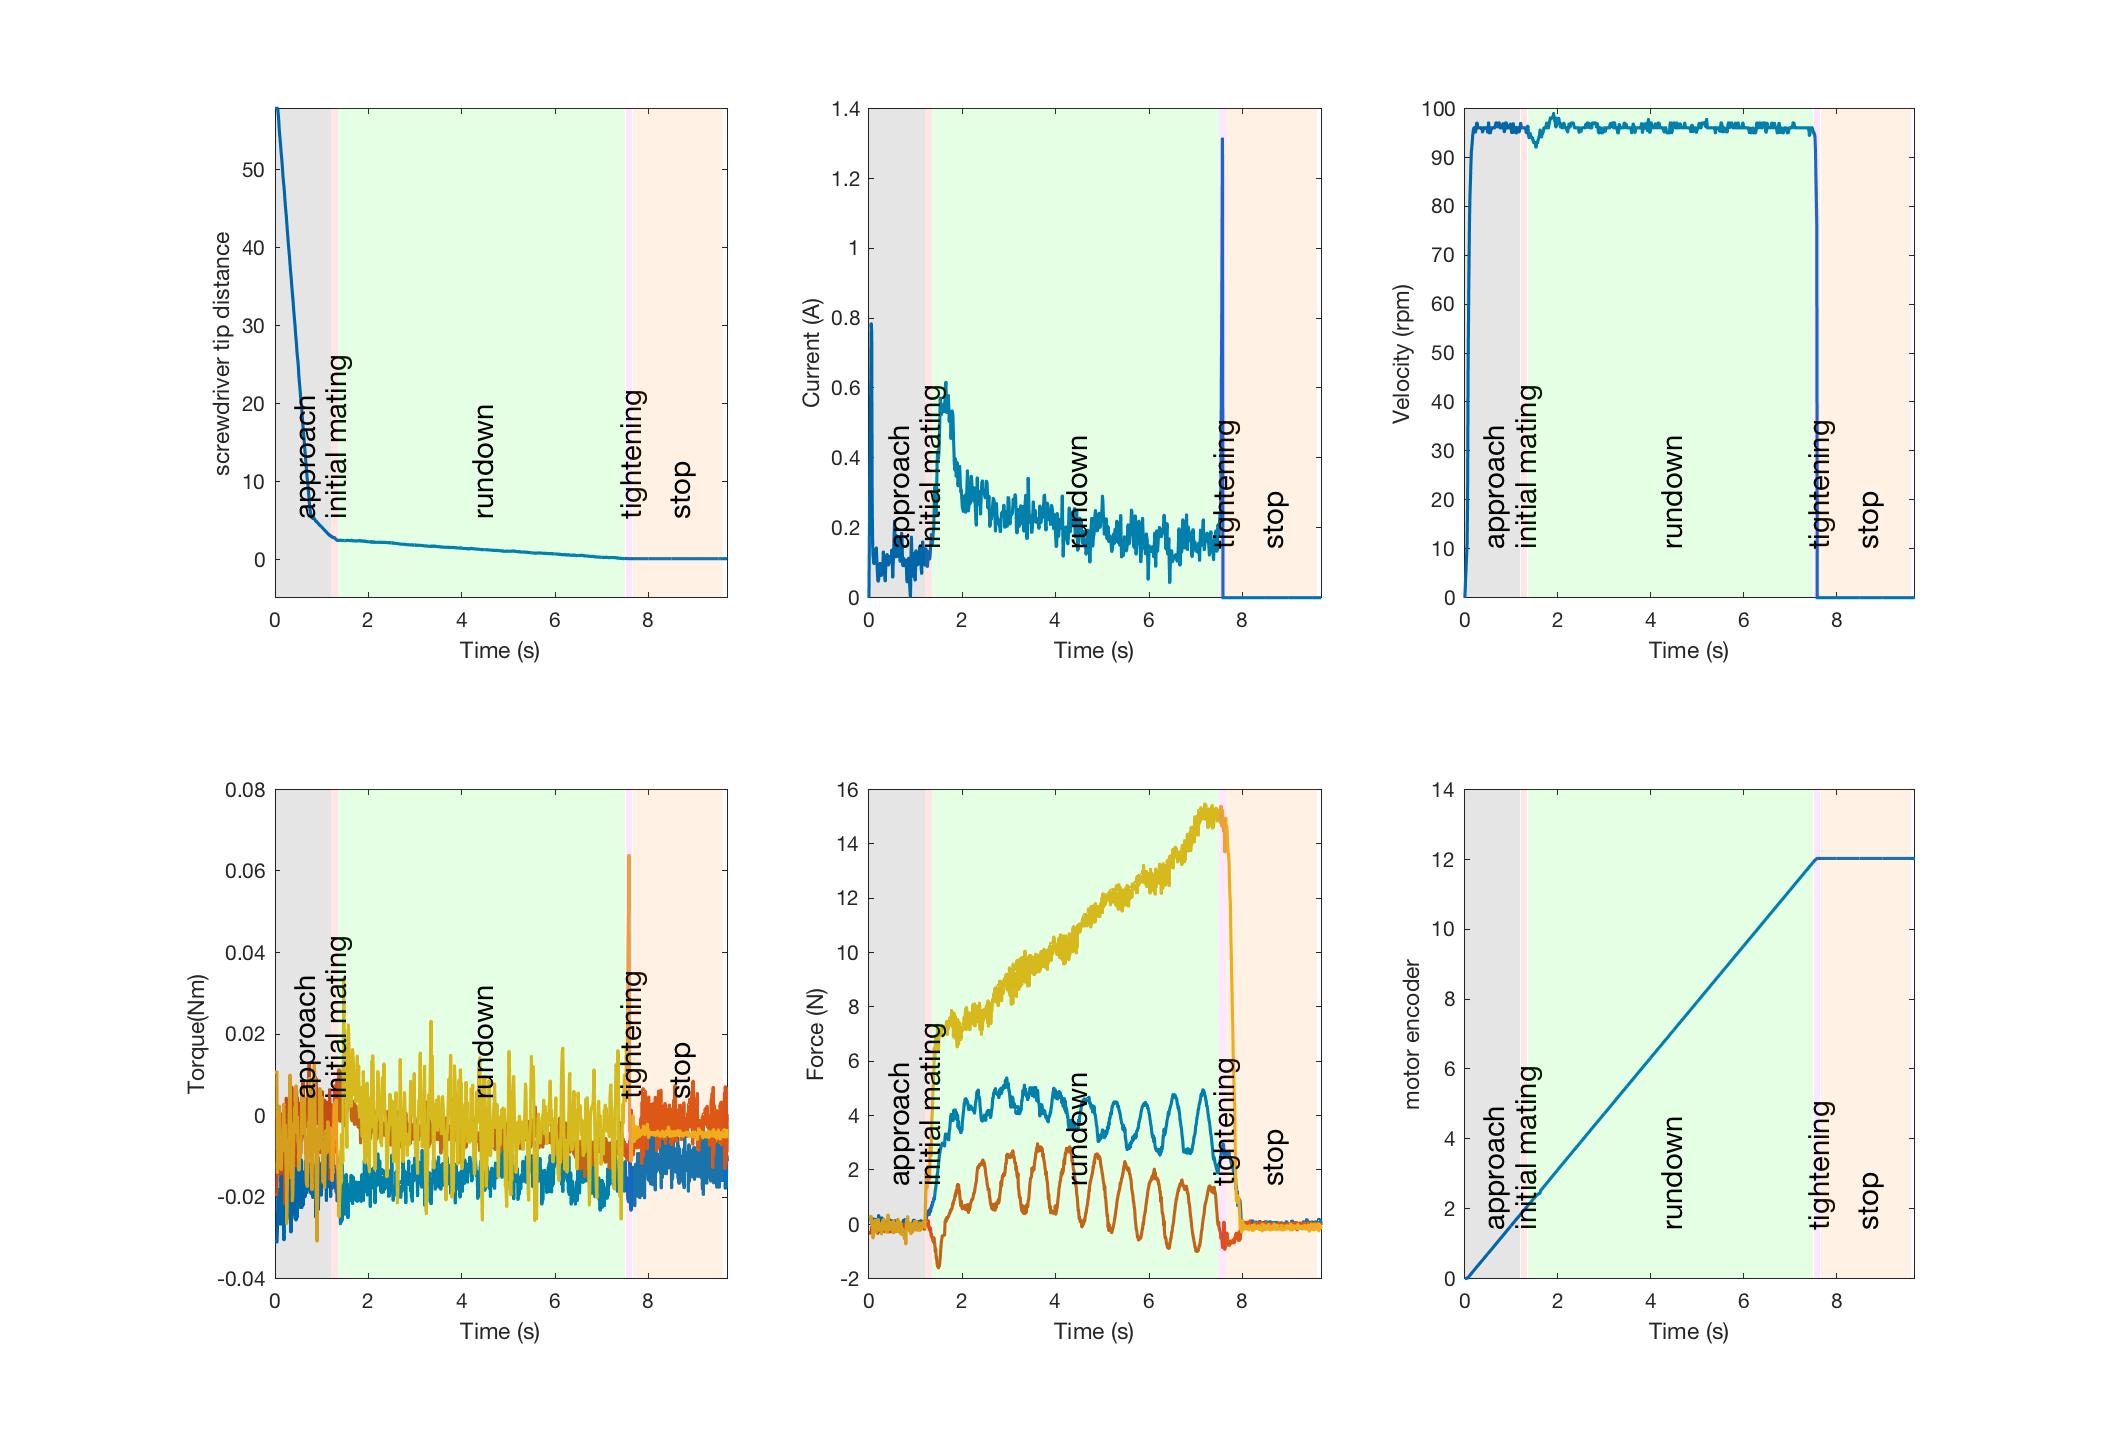 screwdriver tip distance
50
40
30
20
10
0
approach
initial mating
rundown
tightening
stop
0 2 4 6 8
Time (s)
Current (A)
1.4
1.2
1
0.8
0.6
0.4
0.2
0
approach
initial mating
rundown
tightening
stop
0 2 4 6 8
Time (s)
Velocity (rpm)
100
90
80
70
60
50
40
30
20
10
0
approach
initial mating
rundown
tightening
stop
0 2 4 6 8
Time (s)
Torque(Nm)
0.08
0.06
0.04
0.02
0
-0.02
-0.04
approach
initial mating
rundown
tightening
stop
0 2 4 6 8
Time (s)
Force (N)
16
14
12
10
8
6
4
2
0
-2
approach
initial mating
rundown
tightening
stop
0 2 4 6 8
Time (s)
motor encoder
14
12
10
8
6
4
2
0
approach
initial mating
rundown
tightening
stop
0 2 4 6 8
Time (s)